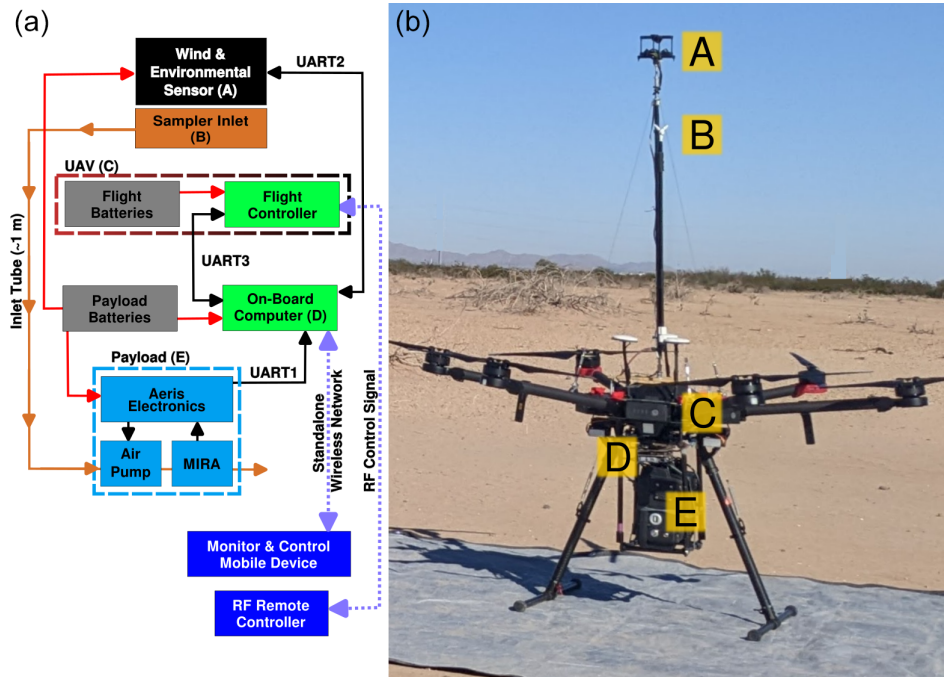 (a)
Wind &
Environmental
Sensor (A)
UART2
Sampler Inlet
(B)
UAV (C)
Flight
Batteries
Flight
Controller
Inlet Tube (~1 m)
UART3
Payload
Batteries
On-Board
Computer (D)
Payload (E)
UART1
Aeris
Electronics
Air
Pump
MIRA
Standalone
Wireless Network
RF Control Signal
Monitor & Control
Mobile Device
RF Remote
Controller
(b)
A
B
C
D
E